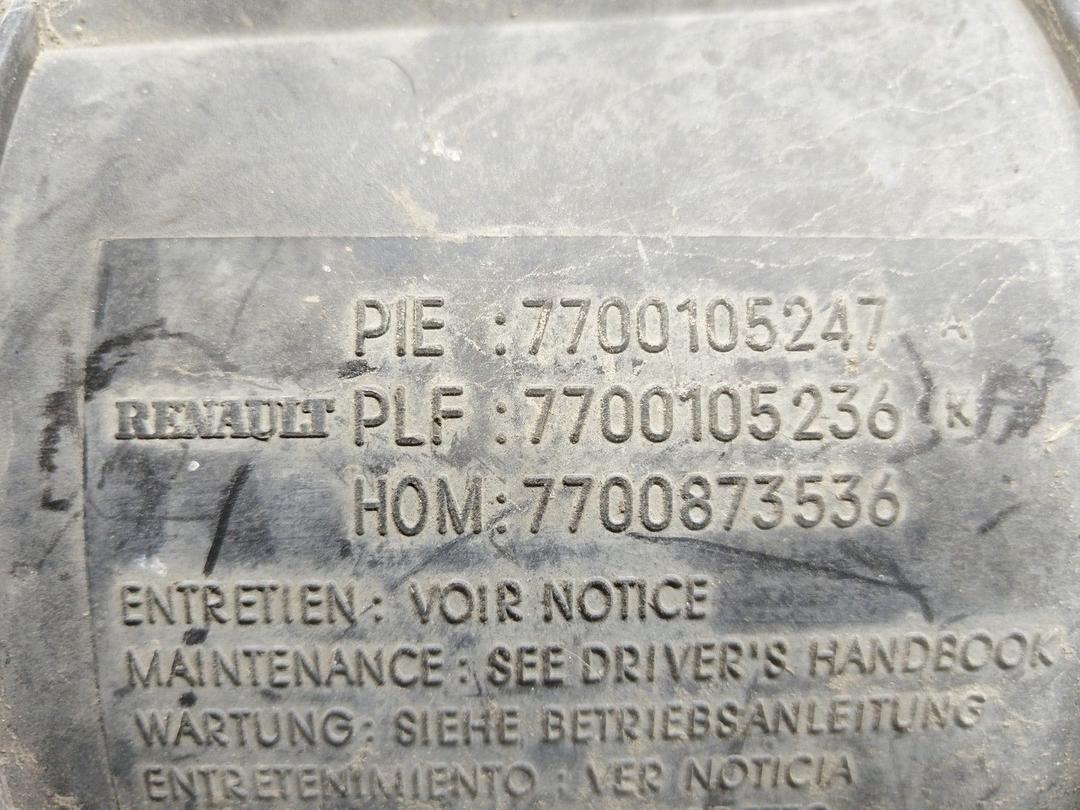 PIE :7700105247 A
RENAULT PLF :7700105236 K
HOM:7700873536
ENTRETIEN: VOIR NOTICE
MAINTENANCE: SEE DRIVER'S HANDBOOK
WARTUNG: SIEHE BETRIEBSANLEITUNG
ENTRETENIMIENTO : VER NOTICIA